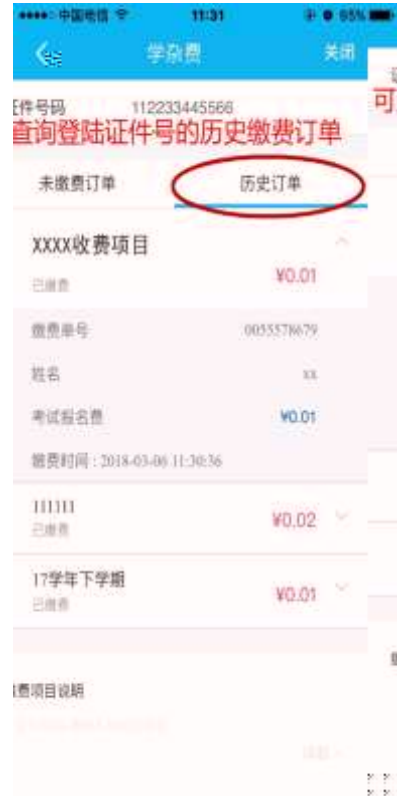 中国电信 11:31 65%
学杂费 关闭
证件号码 112233445566
查询登陆证件号的历史缴费订单
可
未缴费订单 历史订单
XXXX收费项目
已缴费 ¥0.01
缴费单号 0055578679
姓名 xx
考试报名费 ¥0.01
缴费时间 : 2018-03-06 11:30:36
111111
已缴费 ¥0.02
17学年下学期
已缴费 ¥0.01
费项目说明